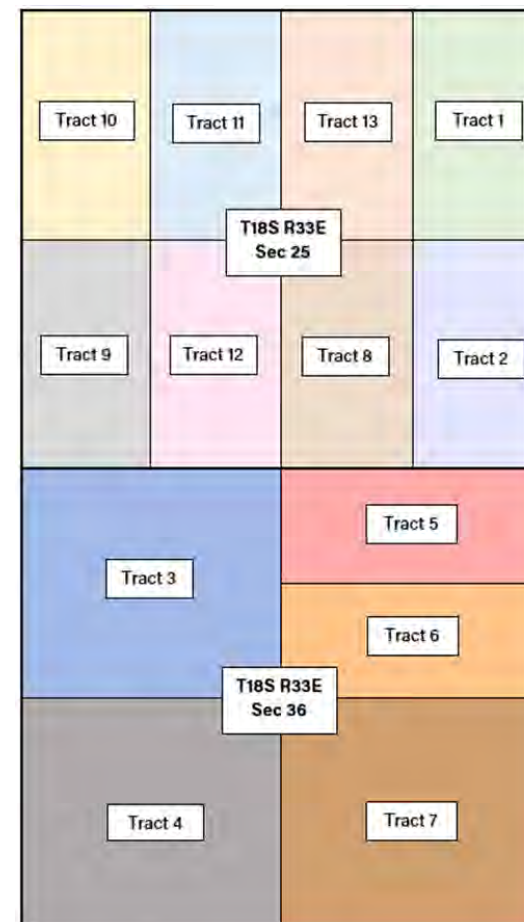 Tract 10
Tract 11
Tract 13
Tract 1
T18S R33E
Sec 25
Tract 9
Tract 12
Tract 8
Tract 2
Tract 5
Tract 3
Tract 6
T18S R33E
Sec 36
Tract 4
Tract 7